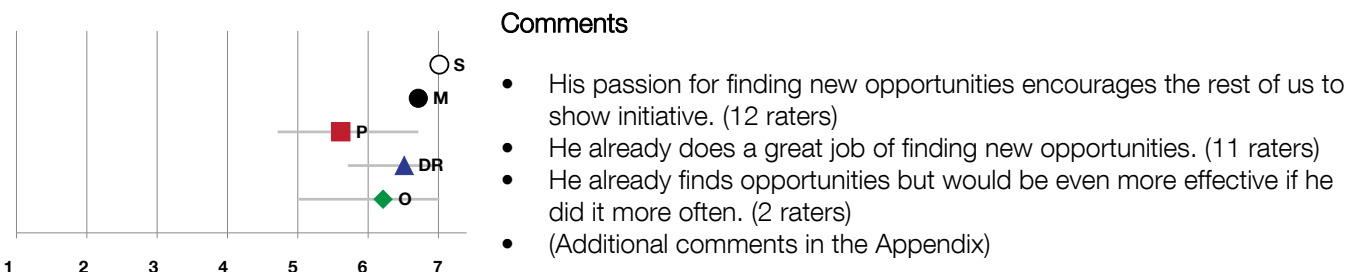 Comments
S
M
P
DR
O
1 2 3 4 5 6 7
• His passion for finding new opportunities encourages the rest of us to
show initiative. (12 raters)
• He already does a great job of finding new opportunities. (11 raters)
• He already finds opportunities but would be even more effective if he
did it more often. (2 raters)
• (Additional comments in the Appendix)